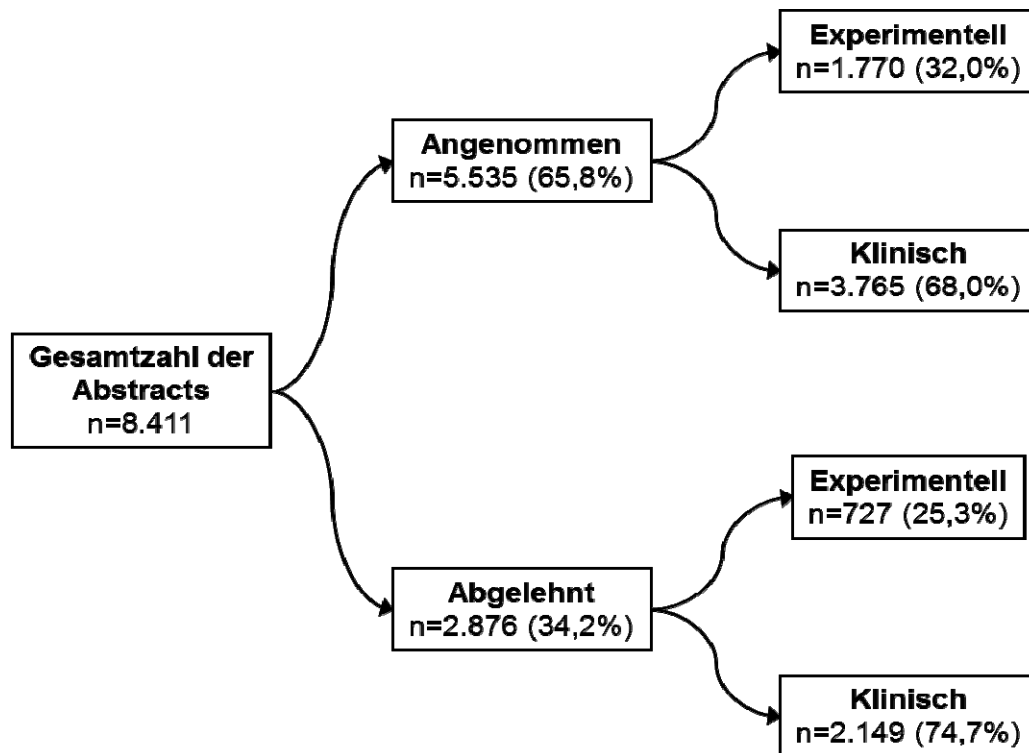 Experimentell
n=1.770 (32,0%)
Angenommen
n=5.535 (65,8%)
Klinisch
n=3.765 (68,0%)
Gesamtzahl der
Abstracts
n=8.411
Experimentell
n=727 (25,3%)
Abgelehnt
n=2.876 (34,2%)
Klinisch
n=2.149 (74,7%)